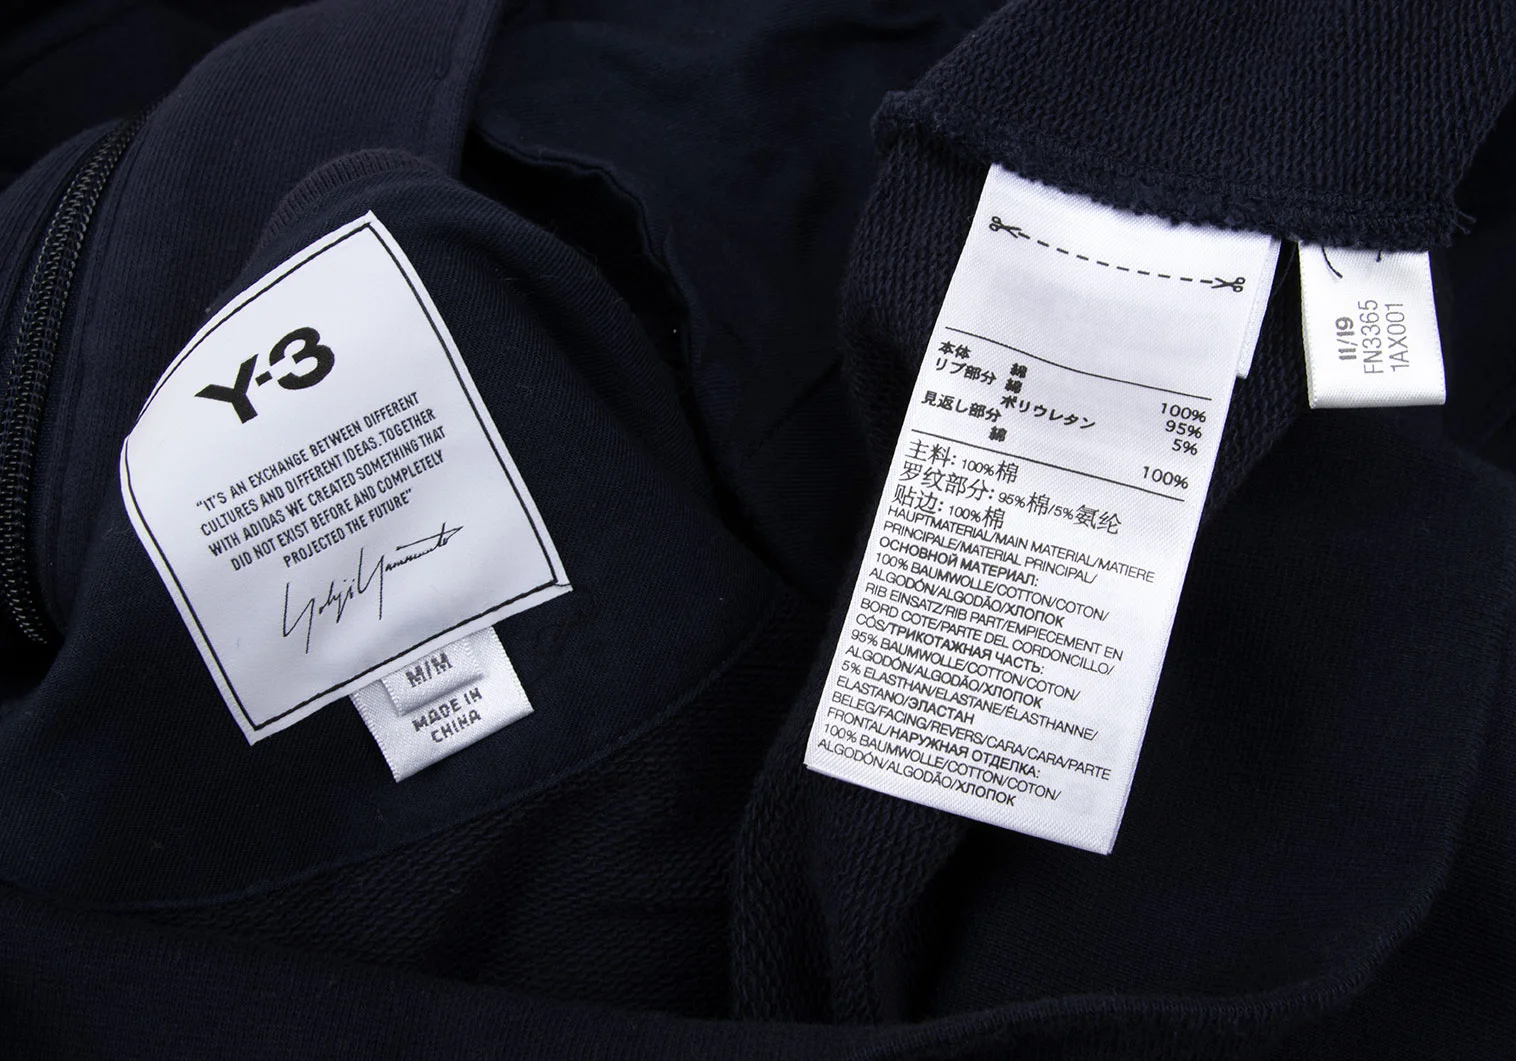 Y-3
"IT'S AN EXCHANGE BETWEEN DIFFERENT
CULTURES AND DIFFERENT IDEAS. TOGETHER
WITH ADIDAS WE CREATED SOMETHING THAT
DID NOT EXIST BEFORE AND COMPLETELY
PROJECTED THE FUTURE"
Yohji Yamamoto
M/M
MADE IN
CHINA
本体 綿 100%
リブ部分 綿 95%
ポリウレタン 5%
見返し部分
綿 100%
主料: 100%棉
罗纹部分: 95%棉/5%氨纶
贴边: 100%棉
HAUPTMATERIAL/MAIN MATERIAL/MATIERE
PRINCIPALE/MATERIAL PRINCIPAL/
ОСНОВНОЙ МАТЕРИАЛ:
100% BAUMWOLLE/COTTON/COTON/
ALGODÓN/ALGODÃO/ХЛОПОК
RIB EINSATZ/RIB PART/EMPIECEMENT EN
BORD COTE/PARTE DEL CORDONCILLO/
CÓS/ТРИКОТАЖНАЯ ЧАСТЬ:
95% BAUMWOLLE/COTTON/COTON/
ALGODÓN/ALGODÃO/ХЛОПОК
5% ELASTHAN/ELASTANE/ÉLASTHANNE/
ELASTANO/ЭЛАСТАН
BELEG/FACING/REVERS/CARA/CARA/PARTE
FRONTAL/НАРУЖНАЯ ОТДЕЛКА:
100% BAUMWOLLE/COTTON/COTON/
ALGODÓN/ALGODÃO/ХЛОПОК
11/19
FN3365
1AX001